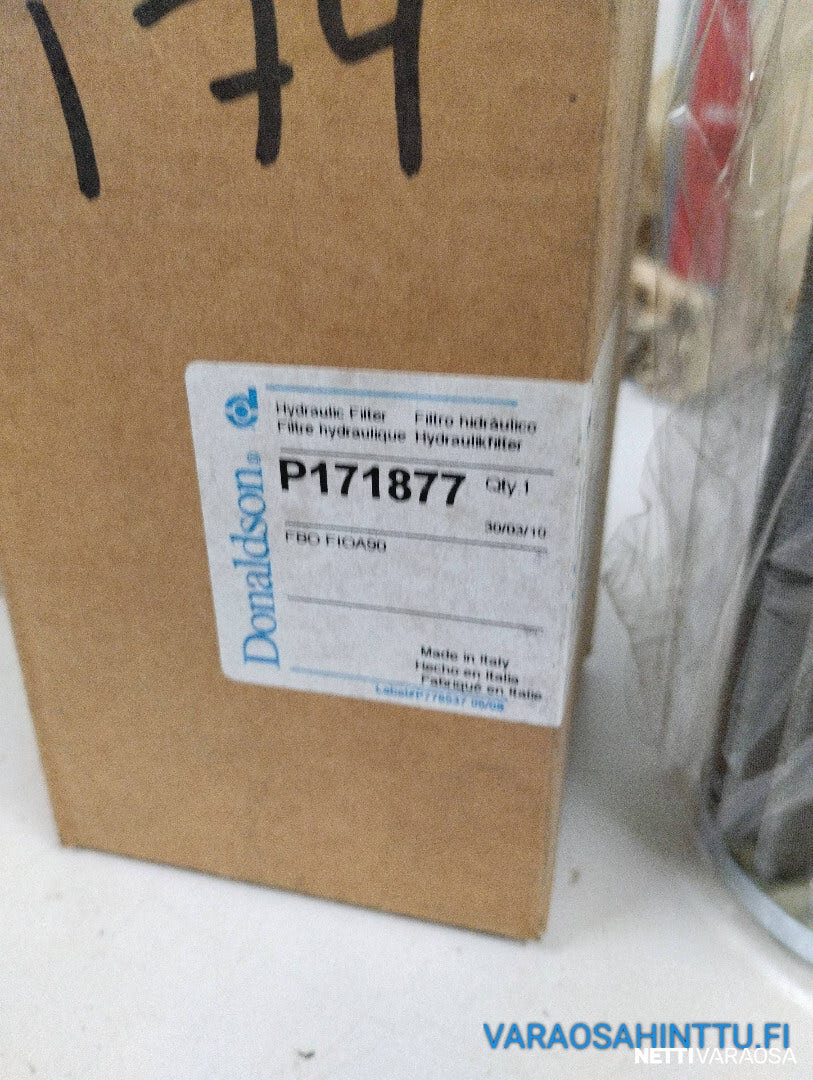 174
Donaldson®
Hydraulic Filter Filtro hidráulico
Filtre hydraulique Hydraulikfilter
P171877 Qty 1
30/03/10
FBO FIOA90
Made in Italy
Hecho en Italia
Fabriqué en Italie
VARAOSAHINTTU.FI
NETTIVARAOSA